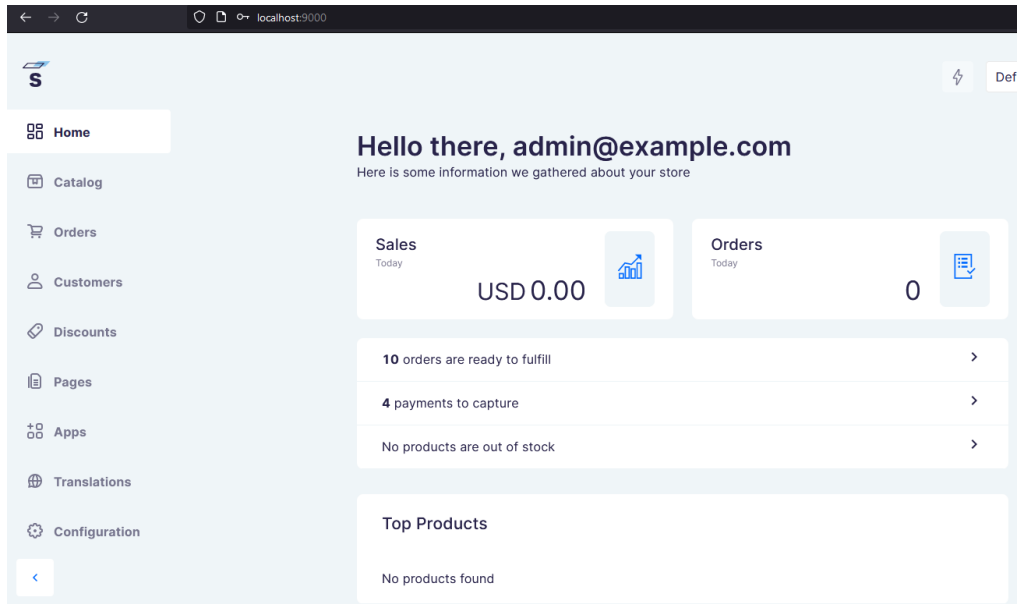 localhost:9000
S
Def
Home
Catalog
Orders
Customers
Discounts
Pages
Apps
Translations
Configuration
Hello there, admin@example.com
Here is some information we gathered about your store
Sales
Today
USD 0.00
Orders
Today
0
10 orders are ready to fulfill
4 payments to capture
No products are out of stock
Top Products
No products found